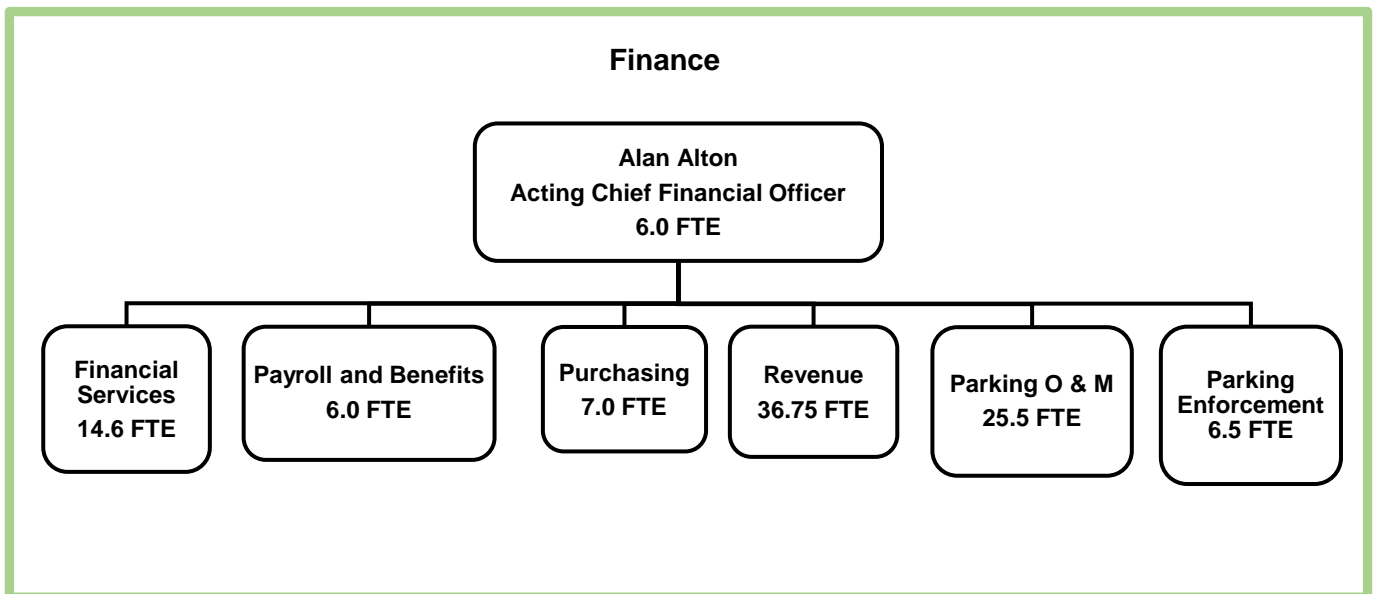 Finance
Alan Alton
Acting Chief Financial Officer
6.0 FTE
Financial
Services
14.6 FTE
Payroll and Benefits
6.0 FTE
Purchasing
7.0 FTE
Revenue
36.75 FTE
Parking O & M
25.5 FTE
Parking
Enforcement
6.5 FTE